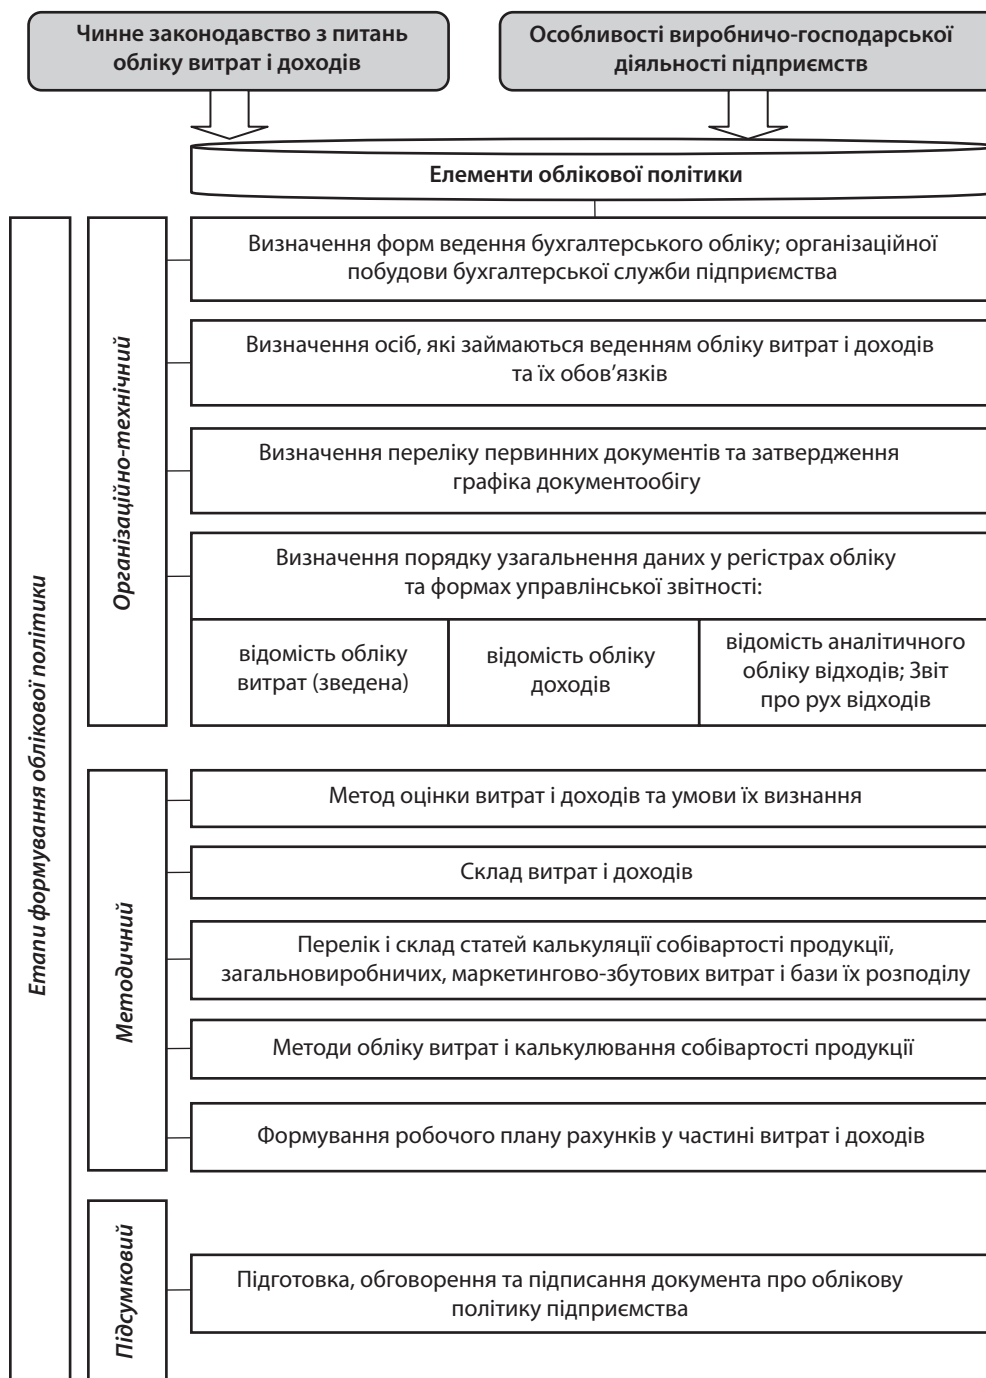 Чинне законодавство з питань
обліку витрат і доходів
Особливості виробничо-господарської
діяльності підприємств
Елементи облікової політики
Етапи формування облікової політики
Організаційно-технічний
Визначення форм ведення бухгалтерського обліку; організаційної
побудови бухгалтерської служби підприємства
Визначення осіб, які займаються веденням обліку витрат і доходів
та їх обов’язків
Визначення переліку первинних документів та затвердження
графіка документообігу
Визначення порядку узагальнення даних у регістрах обліку
та формах управлінської звітності:
відомість обліку
витрат (зведена)
відомість обліку
доходів
відомість аналітичного
обліку відходів; Звіт
про рух відходів
Методичний
Метод оцінки витрат і доходів та умови їх визнання
Склад витрат і доходів
Перелік і склад статей калькуляції собівартості продукції,
загальновиробничих, маркетингово-збутових витрат і бази їх розподілу
Методи обліку витрат і калькулювання собівартості продукції
Формування робочого плану рахунків у частині витрат і доходів
Підсумковий
Підготовка, обговорення та підписання документа про облікову
політику підприємства